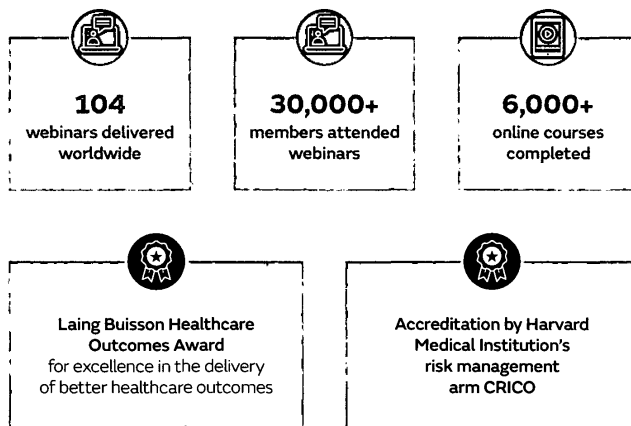 104
webinars delivered
worldwide
30,000+
members attended
webinars
6,000+
online courses
completed
Laing Buisson Healthcare
Outcomes Award
for excellence in the delivery
of better healthcare outcomes
Accreditation by Harvard
Medical Institution's
risk management
arm CRICO